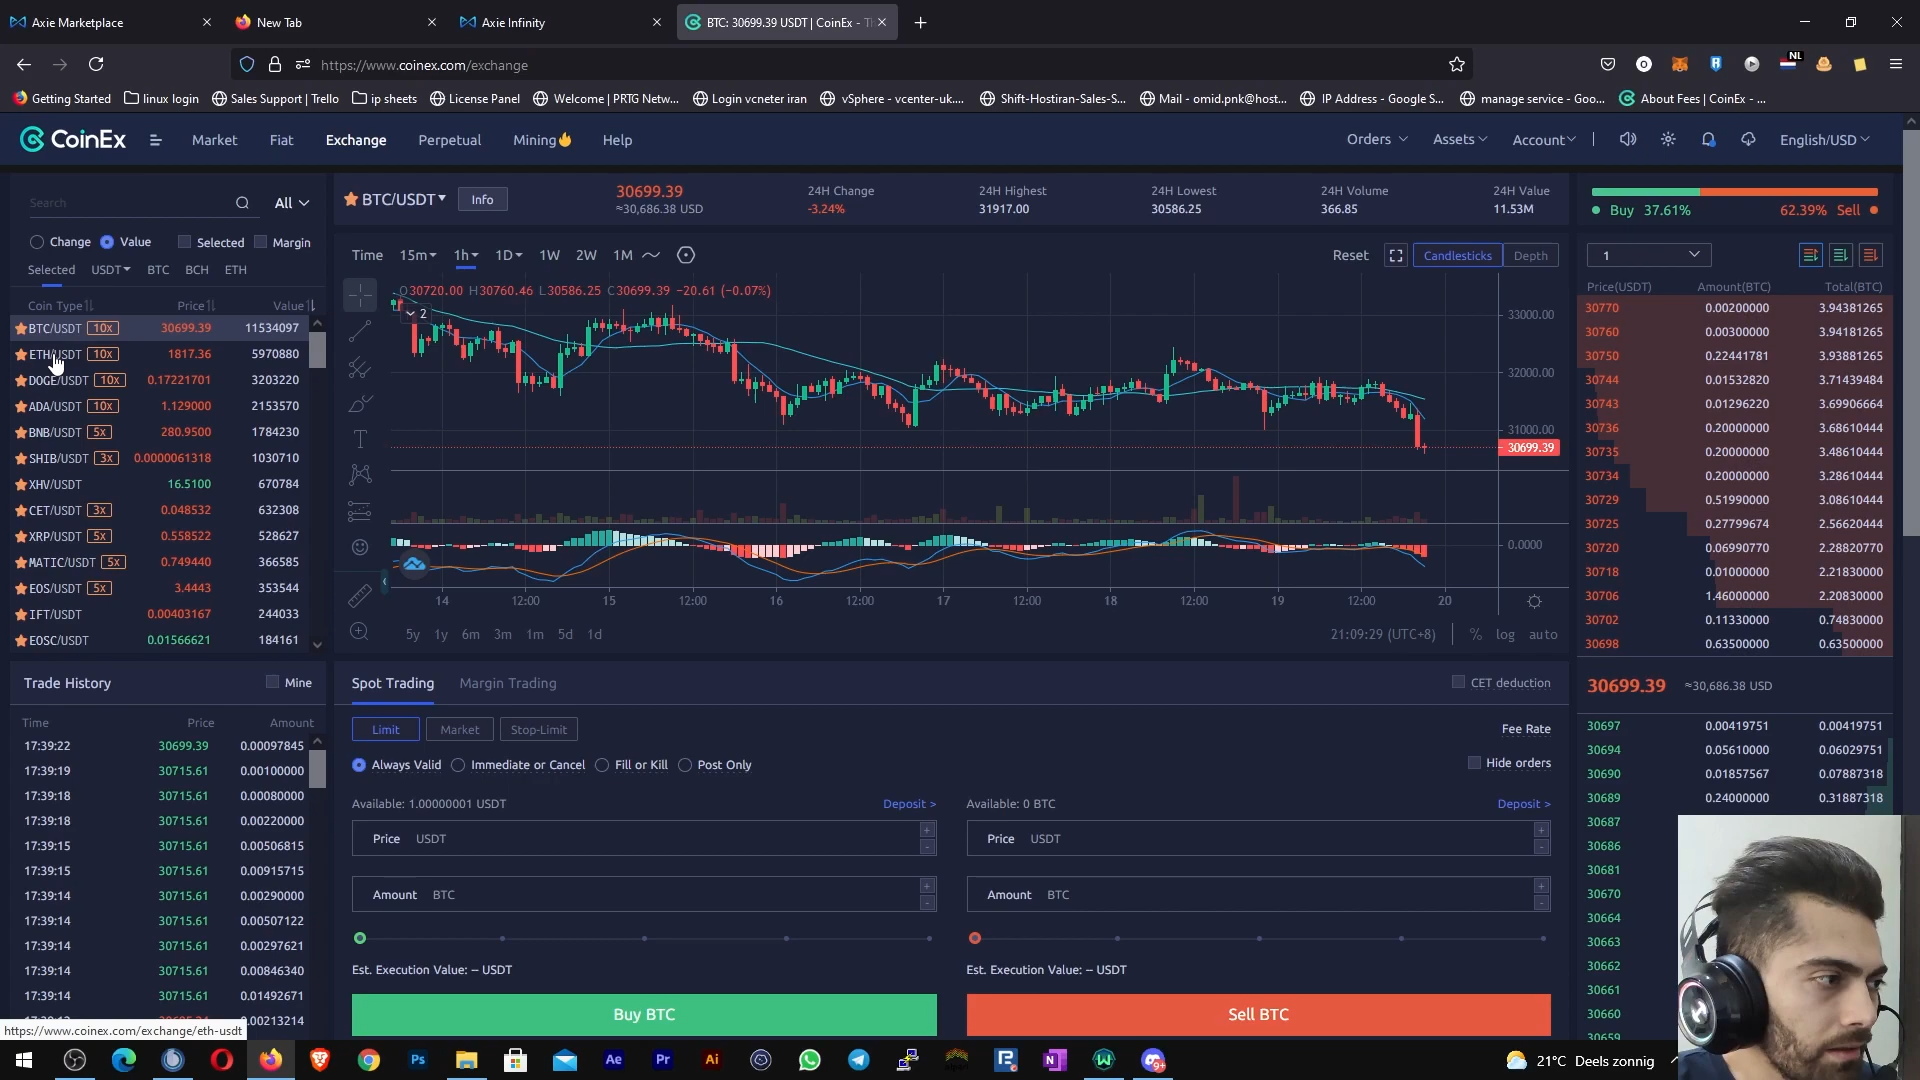 Axie Marketplace
New Tab
Axie Infinity
BTC: 30699.39 USDT | CoinEx - T
https://www.coinex.com/exchange
NL
Getting Started
linux login
Sales Support | Trello
ip sheets
License Panel
Welcome | PRTG Netw...
Login vcneter iran
vSphere - vcenter-uk....
Shift-Hostiran-Sales-S...
Mail - omid.pnk@host...
IP Address - Google S...
manage service - Goo...
About Fees | CoinEx - ...
CoinEx
Market
Fiat
Exchange
Perpetual
Mining
Help
Orders
Assets
Account
English/USD
Search
All
Change
Value
Selected
Margin
Selected
USDT
BTC
BCH
ETH
Coin Type
Price
Value
BTC/USDT 10x 30699.39 11534097
ETH/USDT 10x 1817.36 5970880
DOGE/USDT 10x 0.17221701 3203220
ADA/USDT 10x 1.129000 2153570
BNB/USDT 5x 280.9500 1784230
SHIB/USDT 3x 0.0000061318 1030710
XHV/USDT 16.5100 670784
CET/USDT 3x 0.048532 632308
XRP/USDT 5x 0.558522 528627
MATIC/USDT 5x 0.749440 366585
EOS/USDT 5x 3.4443 353544
IFT/USDT 0.00403167 244033
EOSC/USDT 0.01566621 184161
Trade History
Mine
Time Price Amount
17:39:22 30699.39 0.00097845
17:39:19 30715.61 0.00100000
17:39:18 30715.61 0.00080000
17:39:18 30715.61 0.00220000
17:39:15 30715.61 0.00506815
17:39:15 30715.61 0.00915715
17:39:14 30715.61 0.00290000
17:39:14 30715.61 0.00507122
17:39:14 30715.61 0.00297621
17:39:14 30715.61 0.00846340
17:39:14 30715.61 0.01492671
0.00213214
https://www.coinex.com/exchange/eth-usdt
BTC/USDT
Info
30699.39
≈30,686.38 USD
24H Change
-3.24%
24H Highest
31917.00
24H Lowest
30586.25
24H Volume
366.85
24H Value
11.53M
Time 15m 1h 1D 1W 1M
Reset
Candlesticks
Depth
O30720.00 H30760.46 L30586.25 C30699.39 -20.61 (-0.07%)
2
33000.00
32000.00
31000.00
30699.39
0.0000
14 12:00 15 12:00 16 12:00 17 12:00 18 12:00 19 12:00 20
5y 1y 6m 3m 1m 5d 1d
21:09:29 (UTC+8)
% log auto
Spot Trading
Margin Trading
CET deduction
Limit
Market
Stop-Limit
Fee Rate
Always Valid
Immediate or Cancel
Fill or Kill
Post Only
Hide orders
Available: 1.00000001 USDT
Deposit >
Price USDT
+
-
Amount BTC
+
-
Est. Execution Value: -- USDT
Buy BTC
Available: 0 BTC
Deposit >
Price USDT
+
-
Amount BTC
+
-
Est. Execution Value: -- USDT
Sell BTC
Buy 37.61%
62.39% Sell
1
Price(USDT) Amount(BTC) Total(BTC)
30770 0.00200000 3.94381265
30760 0.00300000 3.94181265
30750 0.22441781 3.93881265
30744 0.01532820 3.71439484
30743 0.01296220 3.69906664
30736 0.20000000 3.68610444
30735 0.20000000 3.48610444
30734 0.20000000 3.28610444
30729 0.51990000 3.08610444
30725 0.27799674 2.56620444
30720 0.06990770 2.28820770
30718 0.01000000 2.21830000
30706 1.46000000 2.20830000
30702 0.11330000 0.74830000
30698 0.63500000 0.63500000
30699.39 ≈30,686.38 USD
30697 0.00419751 0.00419751
30694 0.05610000 0.06029751
30690 0.01857567 0.07887318
30689 0.24000000 0.31887318
30687
30686
30681
30670
30664
30663
30662
30661
30660
30659
Ps
Ae
Pr
Ai
N
9+
21°C Deels zonnig